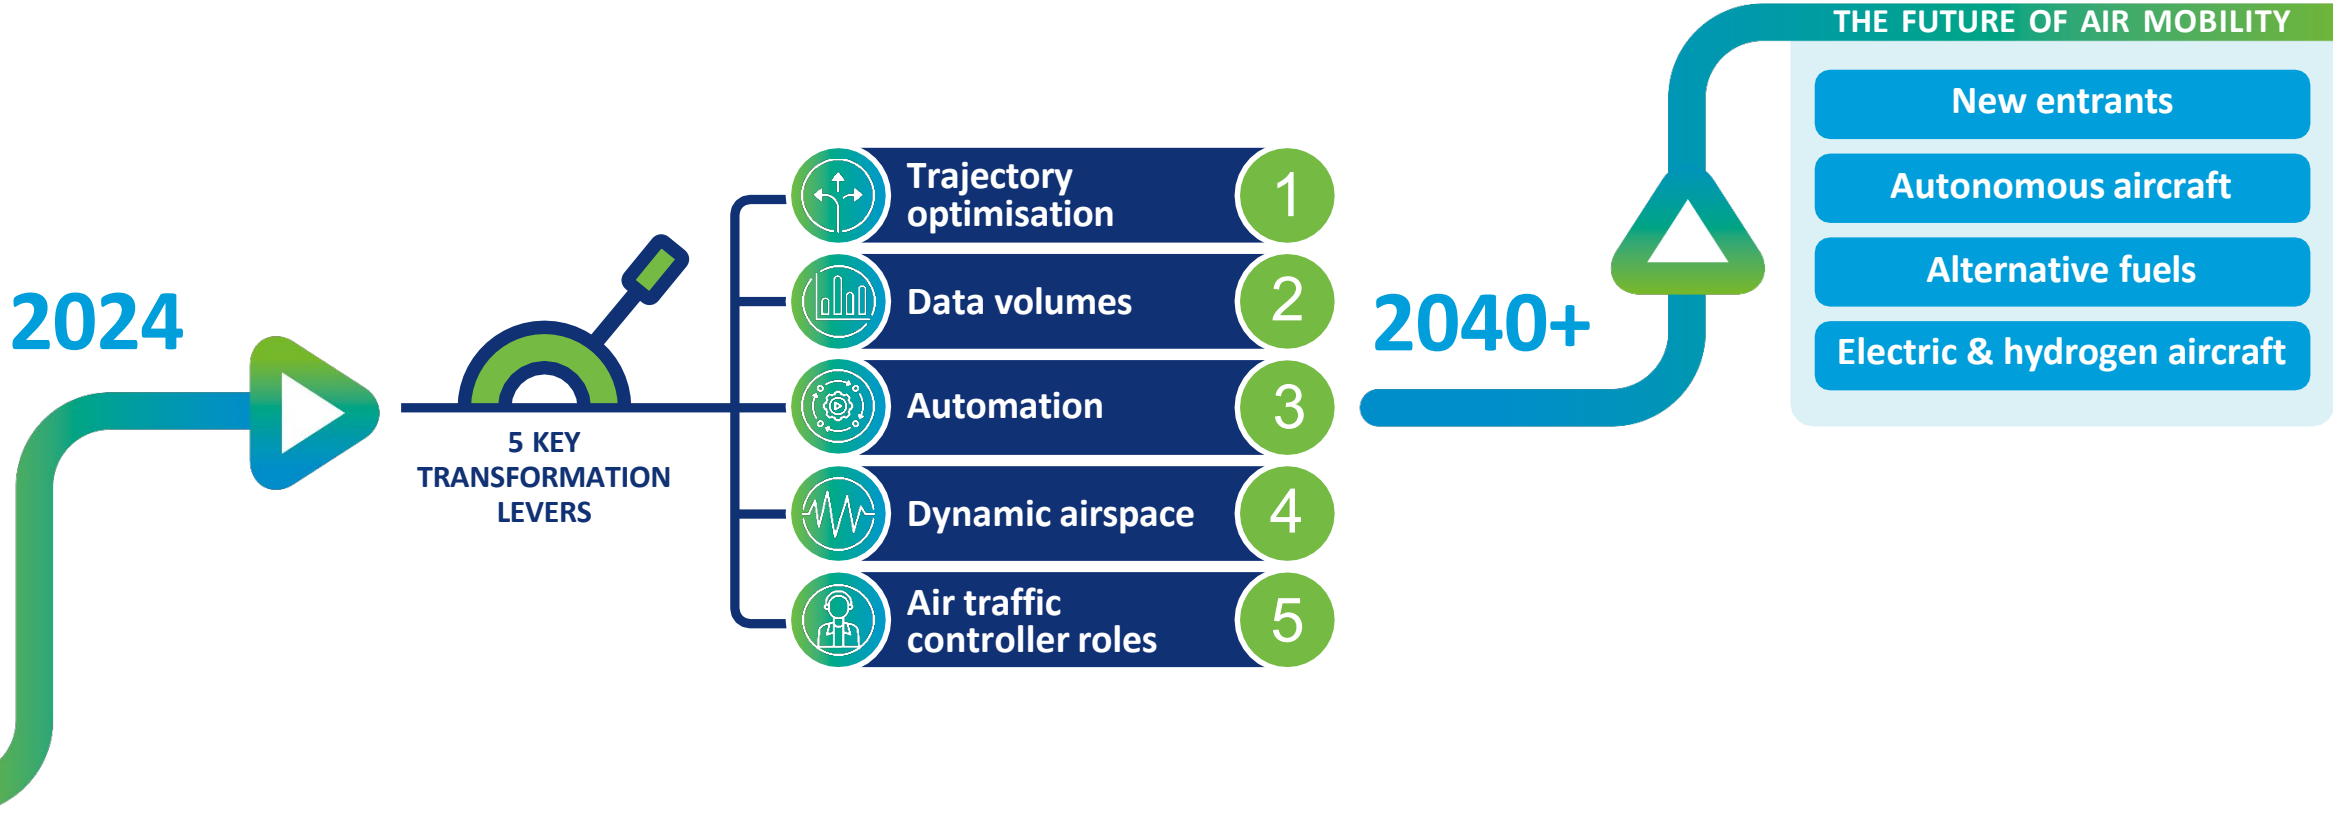 2024
5 KEY
TRANSFORMATION
LEVERS
Trajectory
optimisation
1
Data volumes
2
Automation
3
Dynamic airspace
4
Air traffic
controller roles
5
2040+
THE FUTURE OF AIR MOBILITY
New entrants
Autonomous aircraft
Alternative fuels
Electric & hydrogen aircraft